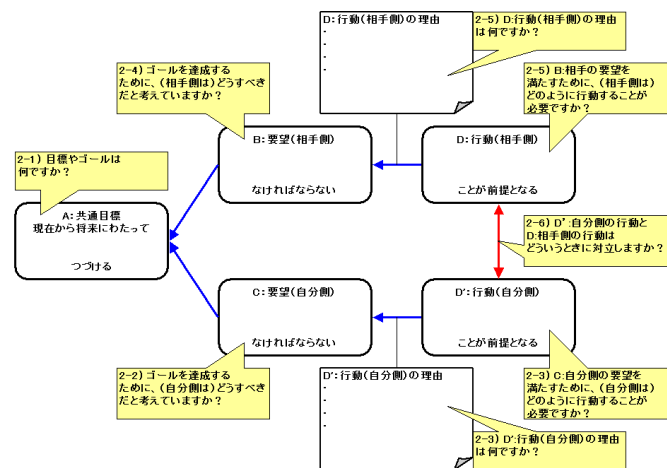 D:行動(相手側)の理由
・
・
・
・
2-5) D:行動(相手側)の理由
は何ですか?
2-4) ゴールを達成する
ために、(相手側は)どうすべき
だと考えていますか?
2-5) B:相手の要望を
満たすために、(相手側は)
どのように行動することが
必要ですか?
B:要望(相手側)
なければならない
D:行動(相手側)
ことが前提となる
2-1) 目標やゴールは
何ですか?
A:共通目標
現在から将来にわたって
つづける
2-6) D':自分側の行動と
D:相手側の行動は
どういうときに対立しますか?
C:要望(自分側)
なければならない
D':行動(自分側)
ことが前提となる
2-2) ゴールを達成する
ために、(自分側は)どうすべき
だと考えていますか?
D':行動(自分側)の理由
・
・
・
・
2-3) C:自分側の要望を
満たすために、(自分側は)
どのように行動することが
必要ですか?
2-3) D':行動(自分側)の理由
は何ですか?